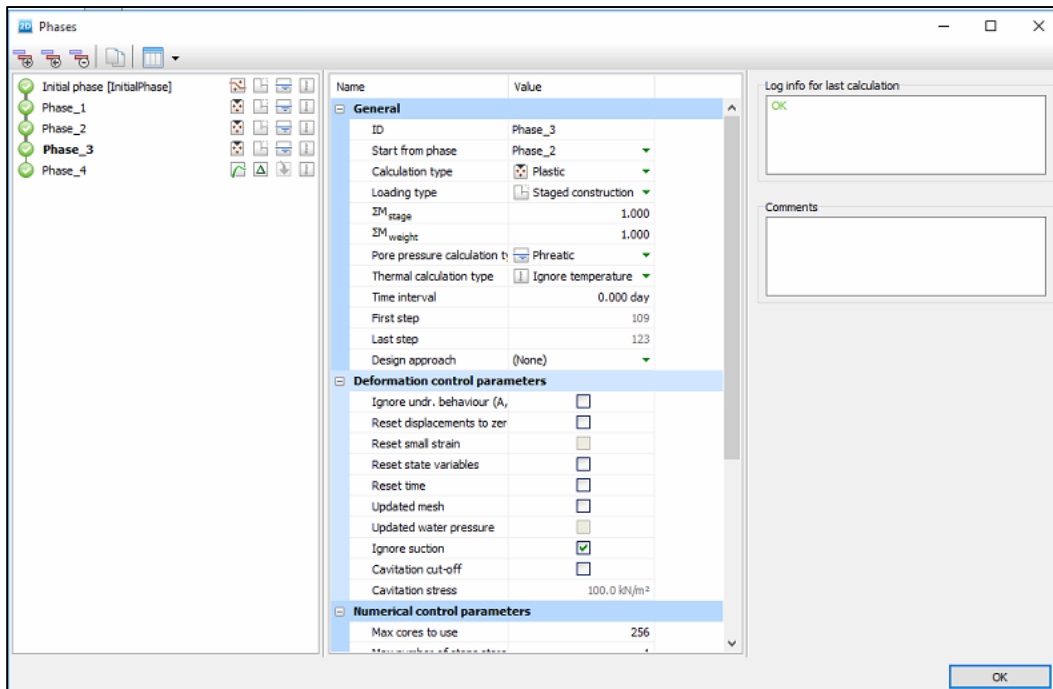 2D Phases
Initial phase [InitialPhase]
Phase_1
Phase_2
Phase_3
Phase_4
Name Value
General
ID Phase_3
Start from phase Phase_2
Calculation type Plastic
Loading type Staged construction
ΣMstage 1.000
ΣMweight 1.000
Pore pressure calculation ty Phreatic
Thermal calculation type Ignore temperature
Time interval 0.000 day
First step 109
Last step 123
Design approach (None)
Deformation control parameters
Ignore undr. behaviour (A,
Reset displacements to zer
Reset small strain
Reset state variables
Reset time
Updated mesh
Updated water pressure
Ignore suction
Cavitation cut-off
Cavitation stress 100.0 kN/m²
Numerical control parameters
Max cores to use 256
Log info for last calculation
OK
Comments
OK